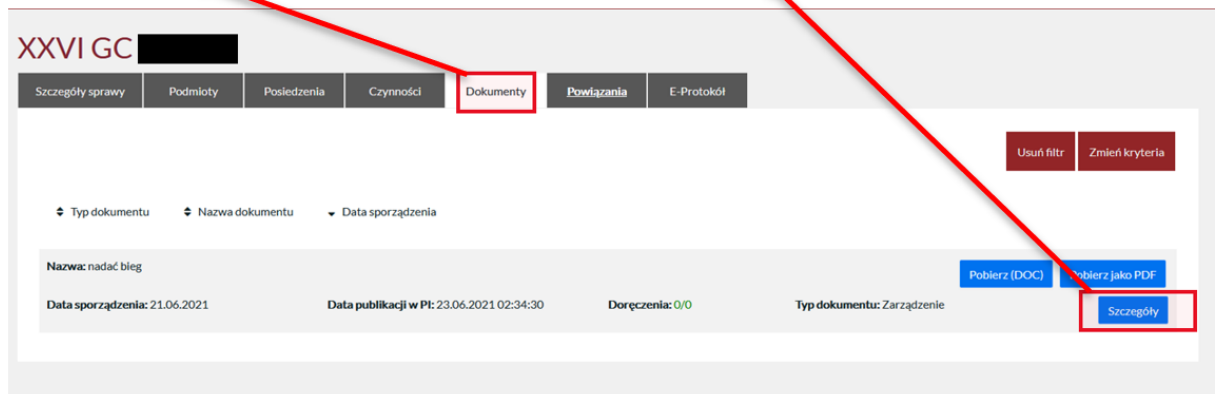 XXVI GC
Szczegóły sprawy Podmioty Posiedzenia Czynności Dokumenty Powiązania E-Protokół
Usuń filtr Zmień kryteria
Typ dokumentu Nazwa dokumentu Data sporządzenia
Nazwa: nadać bieg
Pobierz (DOC) Pobierz jako PDF
Data sporządzenia: 21.06.2021 Data publikacji w PI: 23.06.2021 02:34:30 Doręczenia: 0/0 Typ dokumentu: Zarządzenie
Szczegóły